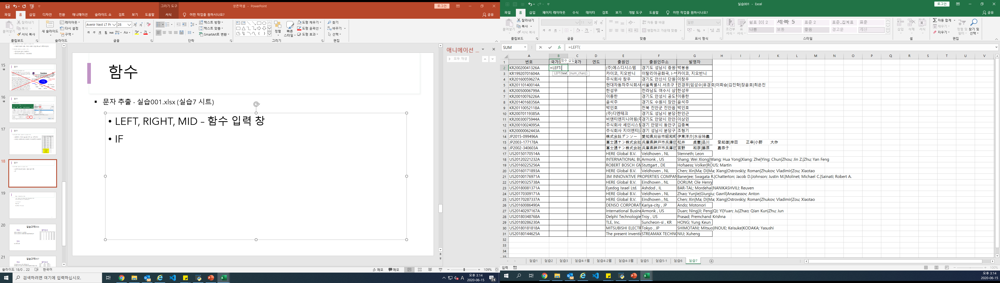 그리기 도구
생존엑셀 - PowerPoint
로그인
파일 홈 삽입 디자인 전환 애니메이션 슬라이드 쇼 검토 보기 도움말 서식 어떤 작업을 원하시나요? 공유
붙여넣기
잘라내기
복사
서식 복사
클립보드
새 슬라이드
레이아웃
다시 설정
구역
슬라이드
Avenir Next LT Pr 28
글꼴
텍스트 방향
텍스트 맞춤
SmartArt로 변환
단락
정렬
빠른 스타일
도형 채우기
도형 윤곽선
도형 효과
그리기
찾기
바꾸기
선택
편집
15
16
17
18
19
20
실습과제006
21
실습과제007
함수
문자 추출 - 실습001.xlsx (실습7 시트)
• LEFT, RIGHT, MID – 함수 입력 창
• IF
애니메이션 ...
모두 재생
슬라이드 18/0 .. 22 한국어
메모 메모 109%
검색하려면 여기에 입력하십시오.
오후 3:14
2020-06-15
24
실습001 - Excel
로그인
파일 홈 삽입 페이지 레이아웃 수식 데이터 검토 보기 개발 도구 도움말 어떤 작업을 원하시나요? 공유
붙여넣기
잘라내기
복사
서식 복사
클립보드
11
글꼴
자동 줄 바꿈
병합하고 가운데 맞춤
맞춤
일반
표시 형식
조건부 서식
표 서식
쉼표 [0] 2 제목 5 표준 2 표준_집계표 표준
나쁨 보통 좋음 경고문 계산
스타일
삽입 삭제 서식
셀
자동 합계
채우기
지우기
정렬 및 필터
찾기 및 선택
편집
SUM =LEFT(
A B C D E F G H I J K L M N O P Q R S T U V
함수 삽입
1 번호 연도 출원인 출원인주소 발명자
2 KR20020041326A =LEFT( (주)에스디시스템 경기도 성남시 중원 박봉용
LEFT(text, [num_chars])
3 KR19920701604A 카이코, 지오반니 이탈리아공화국, I-** 카이코, 지오반니
4 KR20160059627A 주식회사 창우 경기도 안산시 단원 이창우
5 KR20110140014A 현대자동차주식회사 서울특별시 서초구 민경무|임성수|유경호|이희승|김진학|장윤호|최은진
6 KR20050006799A 한성무 전라남도 여수시 한성무
7 KR20010076226A 이종한 경기도 안성시 공도 이종한
8 KR20140168356A 윤석주 경기도 수원시 장안 윤석주
9 KR20110052118A 박인호 전북 진안군 진안읍 박인호
10 KR20070119385A (주)디엔테크 경기도 성남시 분당 한인근
11 KR20030075944A 비앤티엔지니어링(주 경기도 안양시 만안 이상민
12 KR20010024095A 주식회사 세인시스템 경기 안양시 동안구 김종복
13 KR20000062443A 주식회사 지이엔티 경기 성남시 분당구 조형기
14 JP2015-099496A 株式会社デンソー 愛知県刈谷市昭和町 伊東洋介|水谷玲義
15 JP2003-177178A 富士通テン株式会社 兵庫県神戸市兵庫区 松井 貞憲|品川 登起雄|岸田 正幸|小野 大作
16 JP2002-340603A 富士通テン株式会社 兵庫県神戸市兵庫区 宮野 和彦|藤原 嘉奈子
17 US20150170514A HERE Global B.V. Veldhoven , NL Stenneth; Leon
18 US20120221232A INTERNATIONAL BU Armonk , US Shang; Wei Xiong|Wang; Hua Yong|Xiang; Zhe|Ying; Chun|Zhou; Jin Z.|Zhu; Yan Feng
19 US20160225256A ROBERT BOSCH GM Stuttgart , DE Hofsaess; Volker|ROUS; Martin
20 US20160171893A HERE Global B.V. Veldhoven , NL Chen; Xin|Ma; Di|Ma; Xiang|Ostrovskiy; Roman|Zhukov; Vladimir|Zou; Xiaotao
21 US20100176971A 3M INNOVATIVE PROPERTIES COMPAN Banerjee; Swagata R.|Chatterton; Jacob D.|Johnson; Justin M.|Molinet; Michael C.|Sainati; Robert A.
22 US20190325738A HERE Global B.V. Eindhoven , NL DORUM; Ole Henry
23 US20180081371A Eyedog Israel Ltd. Ashdod , IL BAR-TAL; Mordehai|NANIKASHVILI; Reuven
24 US20170309171A HERE Global B.V. Veldhoven , NL Zhao; Yunjie|Giurgiu; Gavril|Anastassov; Anton
25 US20170287337A HERE Global B.V. Eindhoven , NL Chen; Xin|Ma; Di|Ma; Xiang|Ostrovskiy; Roman|Zhukov; Vladimir|Zou; Xiaotao
26 US20160086490A DENSO CORPORAT Kariya-city , JP Ando; Motonori
27 US20140297167A International Busine Armonk , US Duan; Ning|Ji; Peng|Qi; Yi|Yuan; Ju|Zhao; Qian Kun|Zhu; Jun
28 US20180348768A Delphi Technologie Troy , US Prasad; Premchand Krishna
29 US20180286230A TLE, Inc. Suncheon-si , KR HONG; Yung Keun
30 US20180181818A MITSUBISHI ELECTR Tokyo , JP SHIMOTANI; Mitsuo|INOUE; Keisuke|KODAKA; Yasushi
31 US20180144625A The present inventi STREAMAX TECHNO NIU; Xuheng
32
33
34
35
실습1 실습2 실습3 실습4-1월 실습4-2월 실습4-3월 실습5 실습5-1 실습6 실습7
입력 100%
오후 3:14
2020-06-15